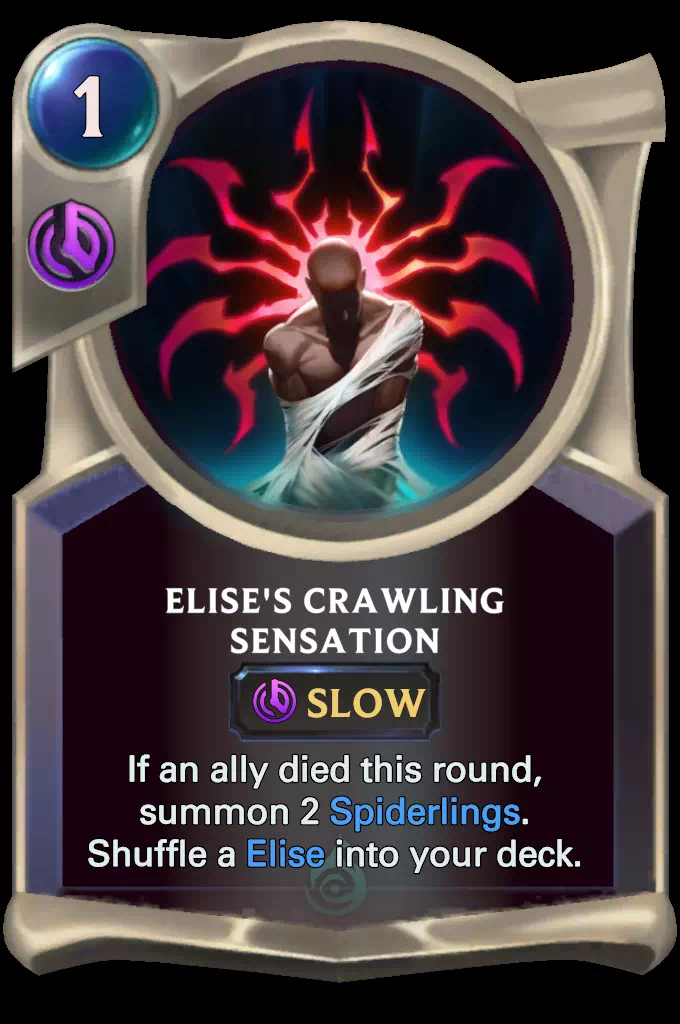 1
ELISE'S CRAWLING
SENSATION
SLOW
If an ally died this round,
summon 2 Spiderlings.
Shuffle a Elise into your deck.